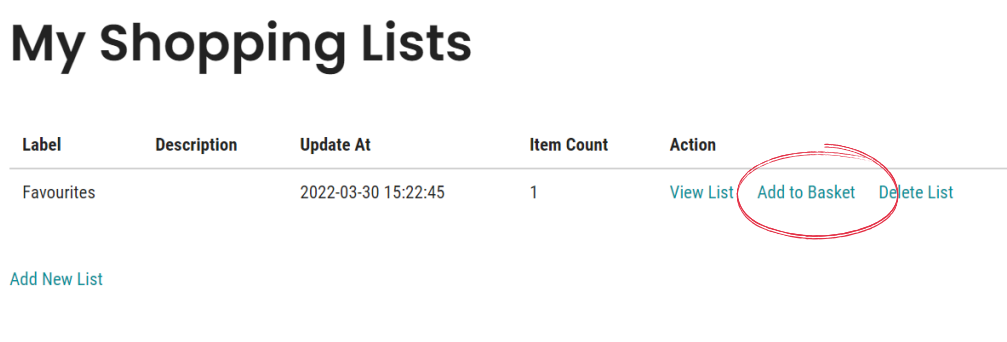 My Shopping Lists
Label Description Update At Item Count Action
Favourites 2022-03-30 15:22:45 1 View List Add to Basket Delete List
Add New List